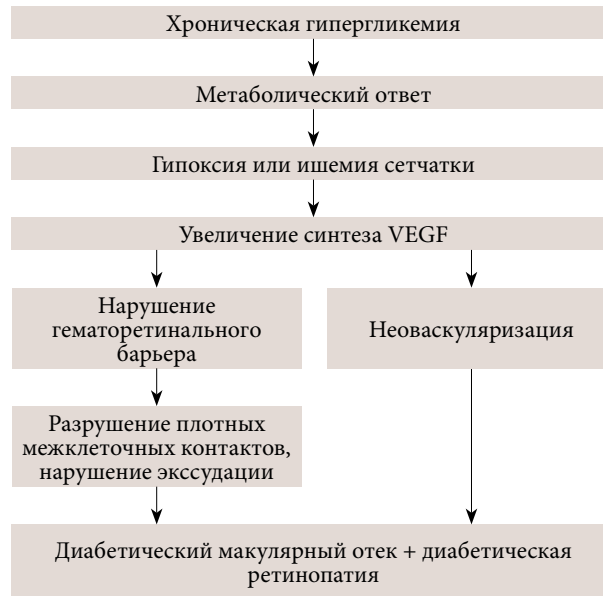 Хроническая гипергликемия
Метаболический ответ
Гипоксия или ишемия сетчатки
Увеличение синтеза VEGF
Нарушение
гематоретинального
барьера
Неоваскуляризация
Разрушение плотных
межклеточных контактов,
нарушение экссудации
Диабетический макулярный отек + диабетическая
ретинопатия